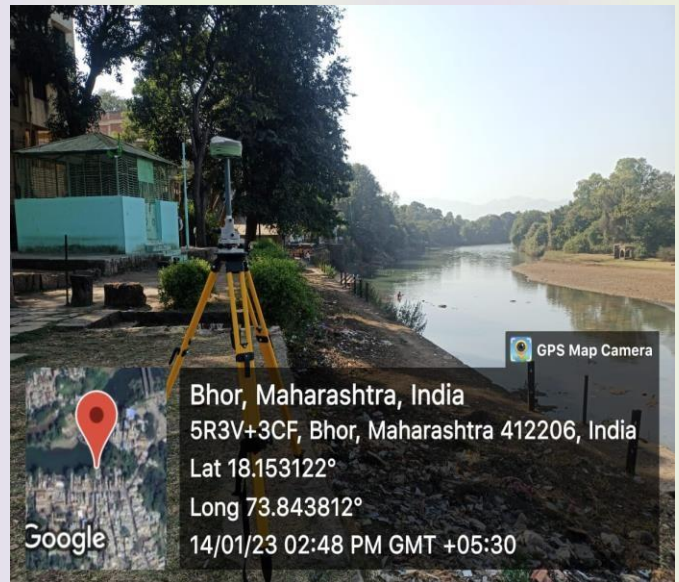 GPS Map Camera
Bhor, Maharashtra, India
5R3V+3CF, Bhor, Maharashtra 412206, India
Lat 18.153122°
Long 73.843812°
14/01/23 02:48 PM GMT +05:30
Google